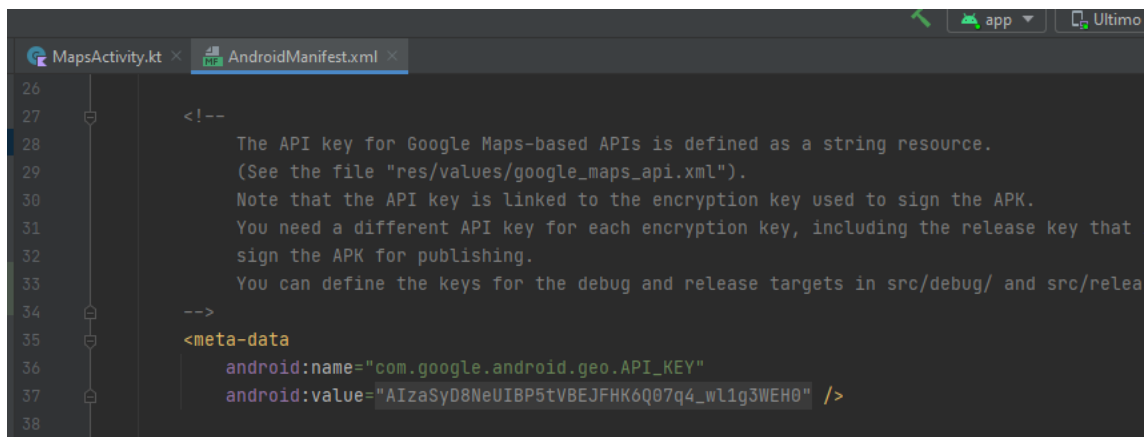 app
Ultimo
MapsActivity.kt
AndroidManifest.xml
26
27 <!--
28 The API key for Google Maps-based APIs is defined as a string resource.
29 (See the file "res/values/google_maps_api.xml").
30 Note that the API key is linked to the encryption key used to sign the APK.
31 You need a different API key for each encryption key, including the release key that
32 sign the APK for publishing.
33 You can define the keys for the debug and release targets in src/debug/ and src/relea
34 -->
35 <meta-data
36 android:name="com.google.android.geo.API_KEY"
37 android:value="AIzaSyD8NeUIBP5tVBEJFHK6Q07q4_wl1g3WEH0" />
38